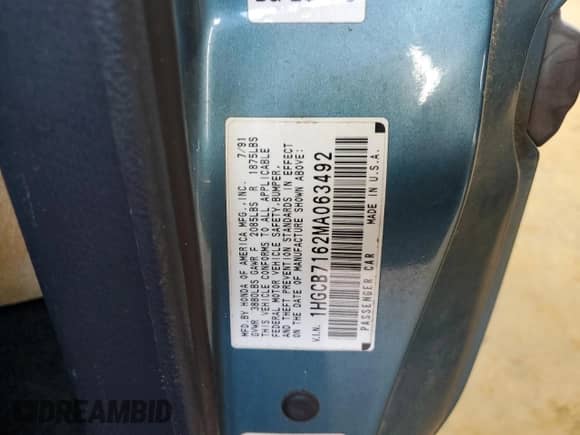 MFD.BY HONDA OF AMERICA MFG.,INC. 7/91
GVWR 3880LBS GAWR F 2085LBS R 1875LBS
THIS VEHICLE CONFORMS TO ALL APPLICABLE
FEDERAL MOTOR VEHICLE SAFETY,BUMPER,
AND THEFT PREVENTION STANDARDS IN EFFECT
ON THE DATE OF MANUFACTURE SHOWN ABOVE:
V.I.N. 1HGCB7162MA063492
PASSENGER CAR MADE IN U.S.A.
DREAMBID